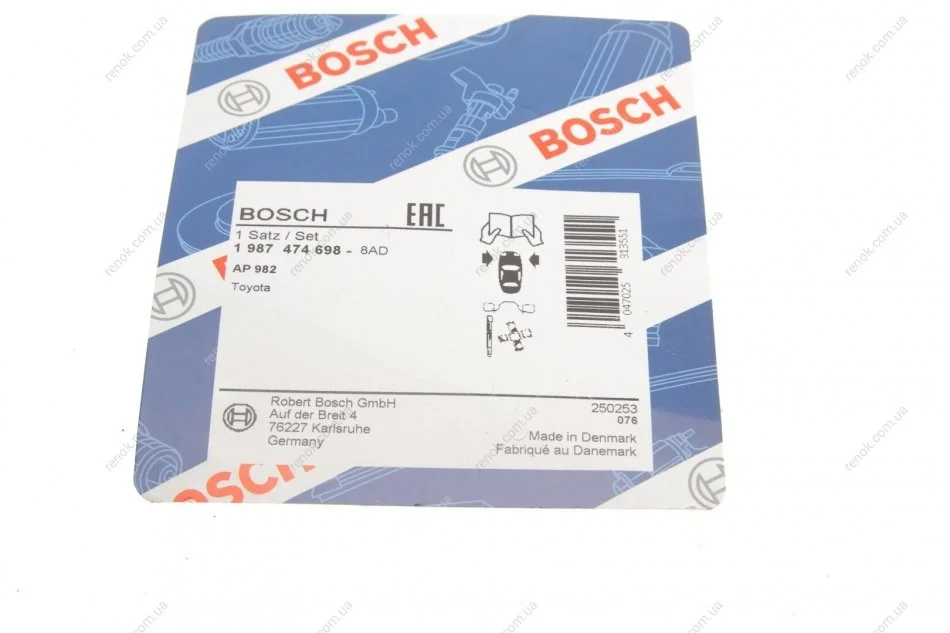 BOSCH
BOSCH
BOSCH
EAC
1 Satz / Set
1 987 474 698 - 8AD
AP 982
Toyota
4 047025 313551
Robert Bosch GmbH
Auf der Breit 4
76227 Karlsruhe
Germany
250253
076
Made in Denmark
Fabriqué au Danemark
OSCH
renok.com.ua